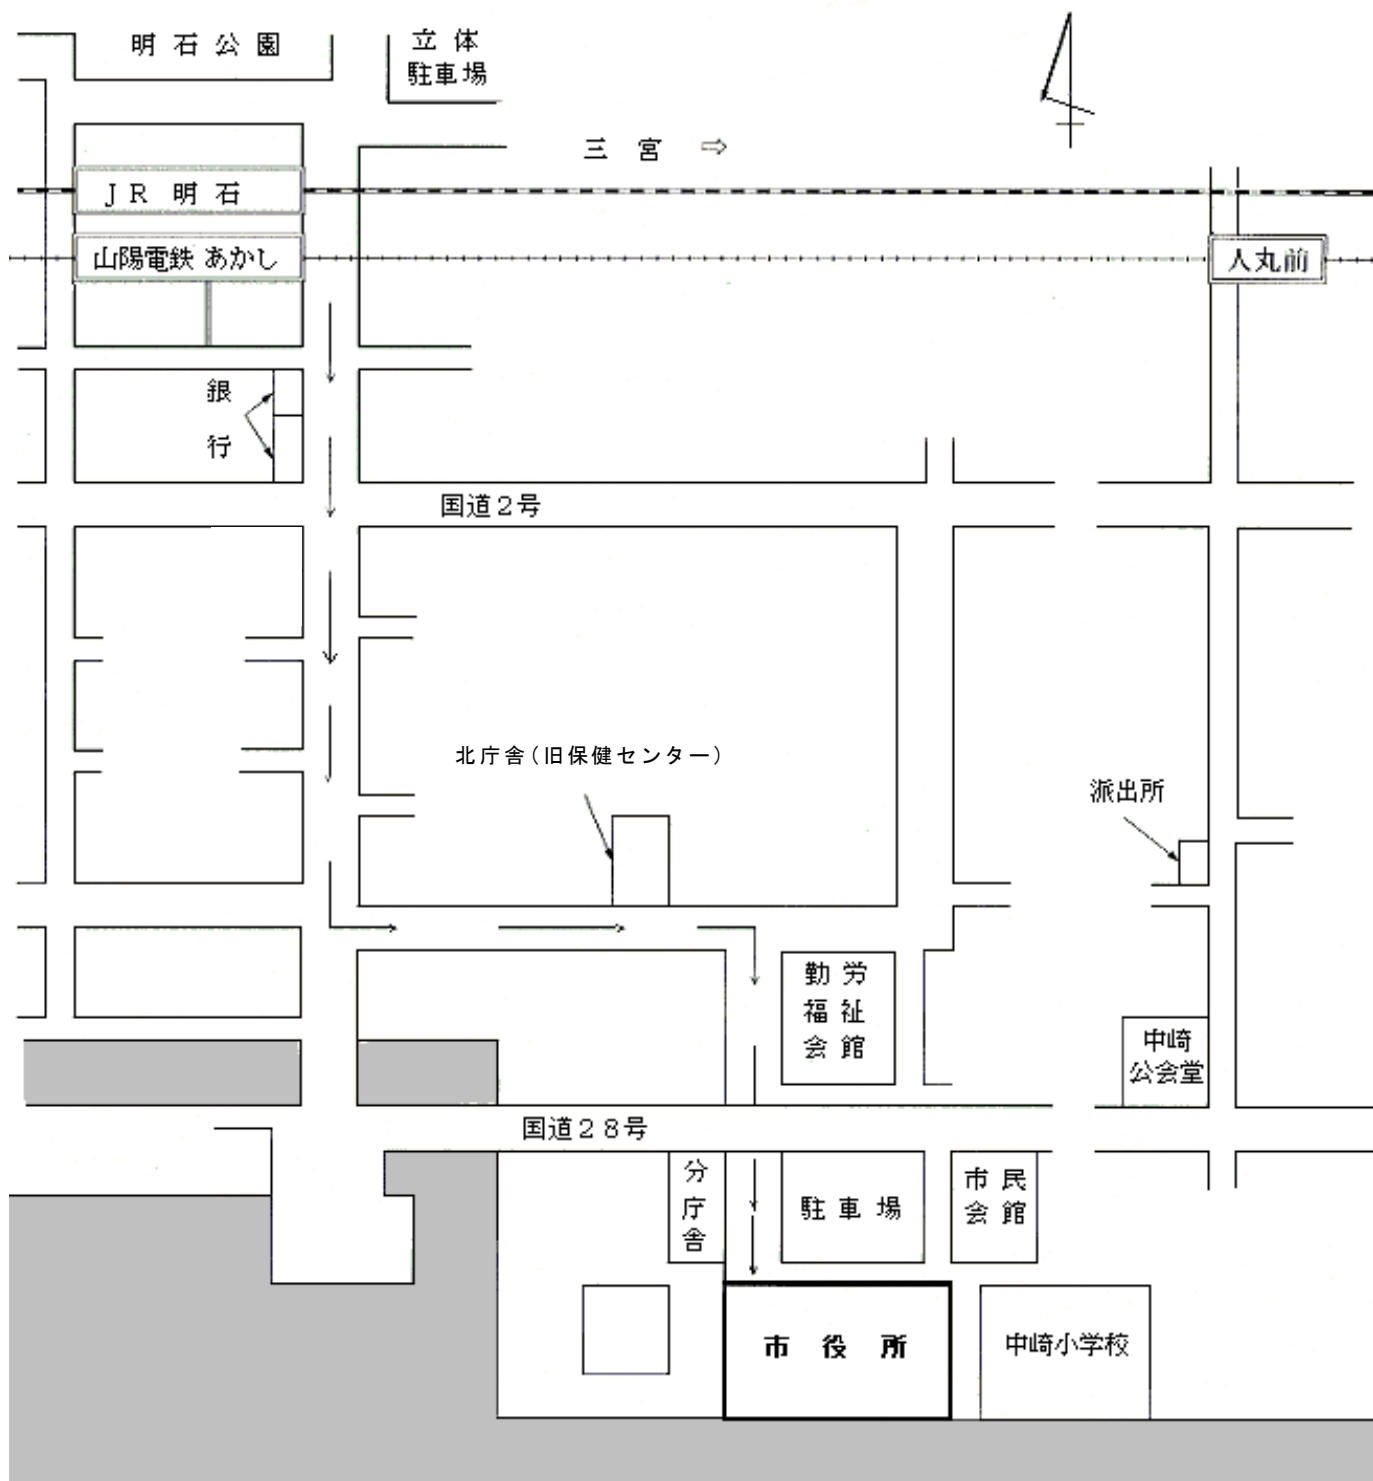 明石公園
立体
駐車場
三宮 ⇨
JR 明石
山陽電鉄 あかし
人丸前
銀
行
国道2号
北庁舎(旧保健センター)
派出所
勤労
福祉
会館
中崎
公会堂
国道28号
分
庁
舎
駐車場
市民
会館
市役所
中崎小学校